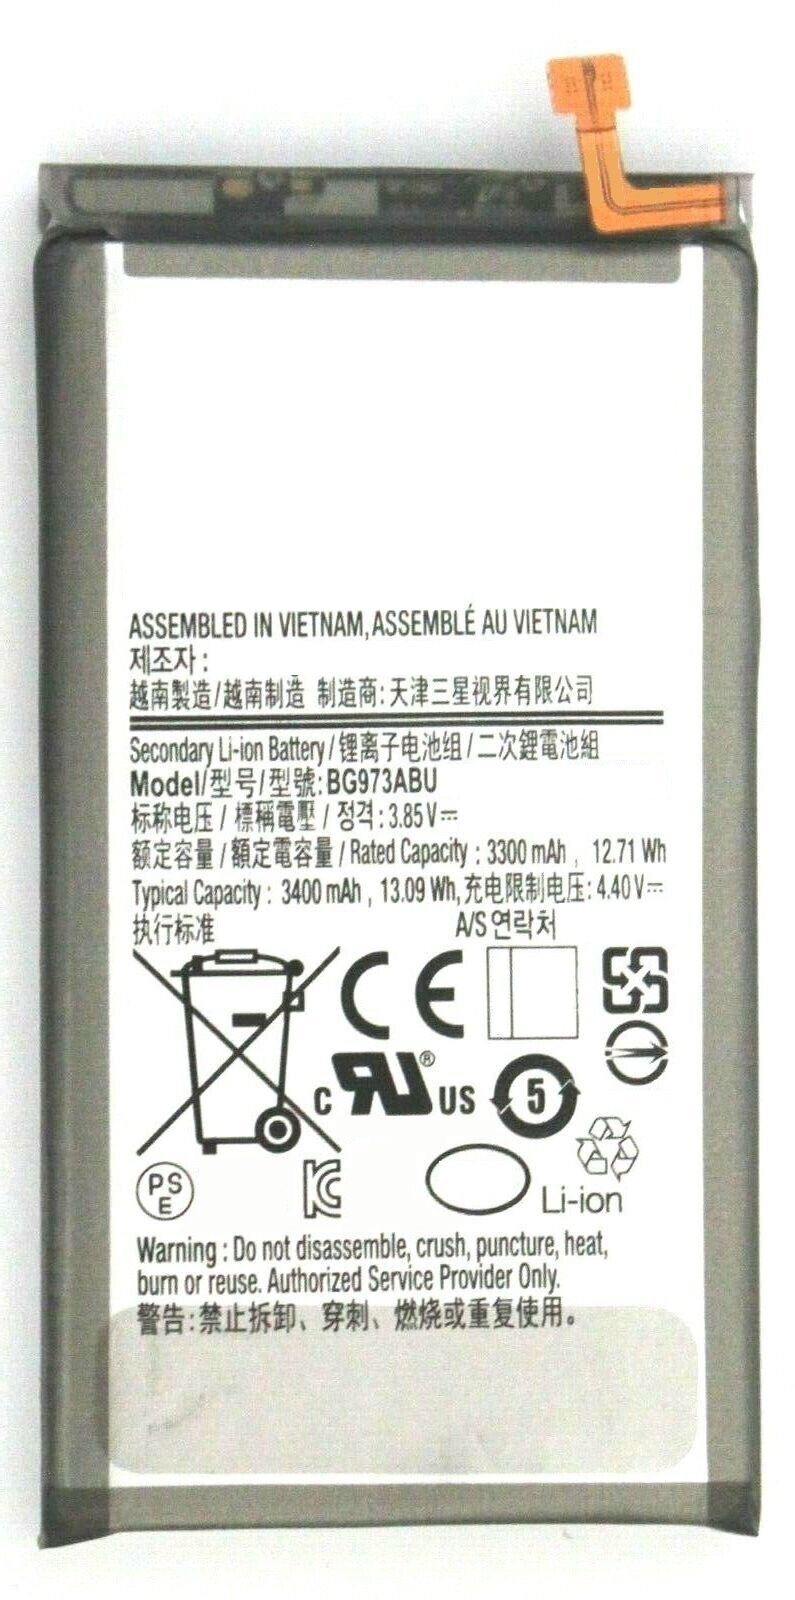 ASSEMBLED IN VIETNAM, ASSEMBLÉ AU VIETNAM
제조자 :
越南製造/越南制造 制造商:天津三星视界有限公司
Secondary Li-ion Battery / 锂离子电池组 / 二次鋰電池組
Model/型号/型號: BG973ABU
标称电压 / 標稱電壓 / 정격 : 3.85V⎓
额定容量 / 額定電容量 / Rated Capacity : 3300 mAh , 12.71 Wh
Typical Capacity : 3400 mAh , 13.09 Wh, 充电限制电压: 4.40V⎓
执行标准 A/S 연락처
CE
c RU ® US 5
PS
E
KC
Li-ion
Warning : Do not disassemble, crush, puncture, heat,
burn or reuse. Authorized Service Provider Only.
警告:禁止拆卸、穿刺、燃烧或重复使用。